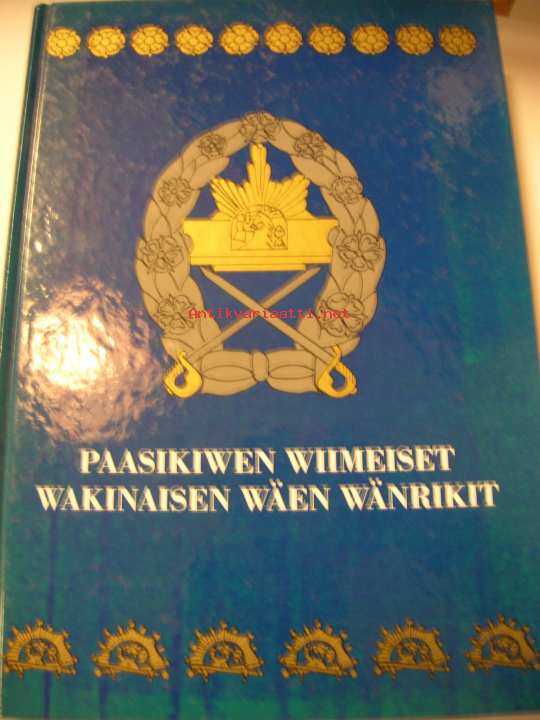 Antikvariaatti.net
PAASIKIWEN WIIMEISET
WAKINAISEN WÄEN WÄNRIKIT